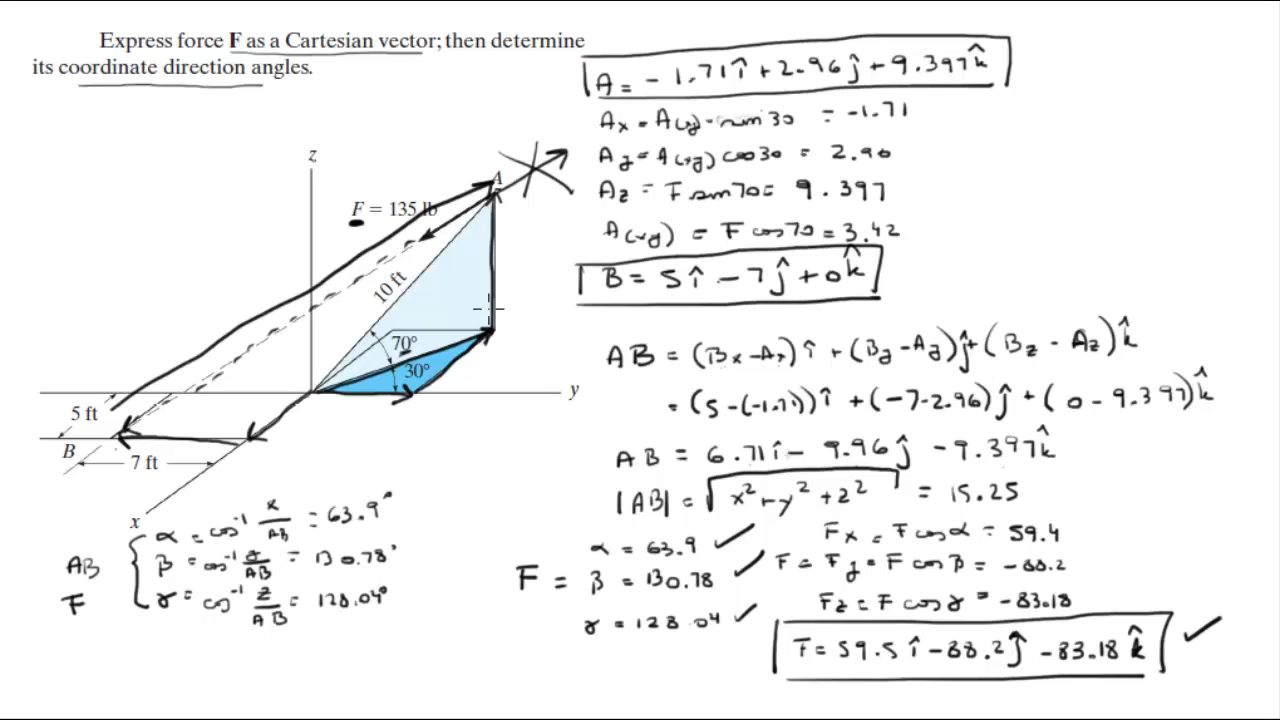 Express force F as a Cartesian vector; then determine
its coordinate direction angles.
z
A
F = 135 lb
10 ft
70°
30°
y
5 ft
B
7 ft
x
A = - 1.71 î + 2.96 ĵ + 9.397 k̂
Ax = A(xy) · sin 30 = -1.71
Ay = A(xy) cos 30 = 2.96
Az = F sin 70 = 9.397
A(xy) = F cos 70 = 3.42
B = 5 î - 7 ĵ + 0 k̂
AB = (Bx - Ax) î + (By - Ay) ĵ + (Bz - Az) k̂
= (5 - (-1.71)) î + (-7 - 2.96) ĵ + (0 - 9.397) k̂
AB = 6.71 î - 9.96 ĵ - 9.397 k̂
|AB| = √x² + y² + z² = 15.25
AB
F
α = cos⁻¹ x/AB = 63.9°
β = cos⁻¹ y/AB = 130.78°
γ = cos⁻¹ z/AB = 128.04°
F =
α = 63.9
β = 130.78
γ = 128.04
Fx = F cos α = 59.4
F = Fy = F cos β = -88.2
Fz = F cos γ = -83.18
F = 59.5 î - 88.2 ĵ - 83.18 k̂